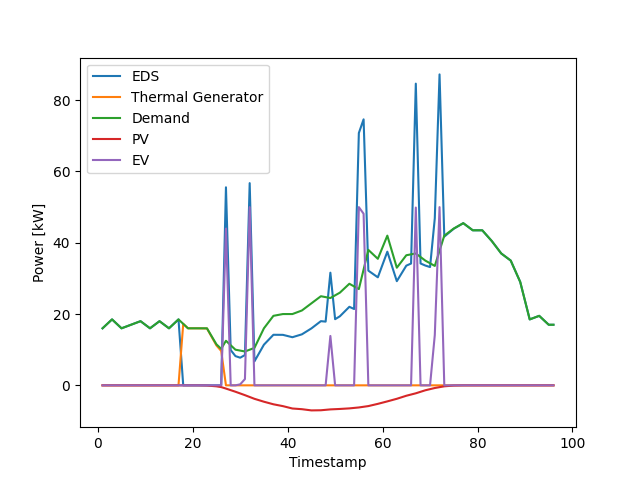 EDS
Thermal Generator
Demand
PV
EV
Power [kW]
80
60
40
20
0
0 20 40 60 80 100
Timestamp